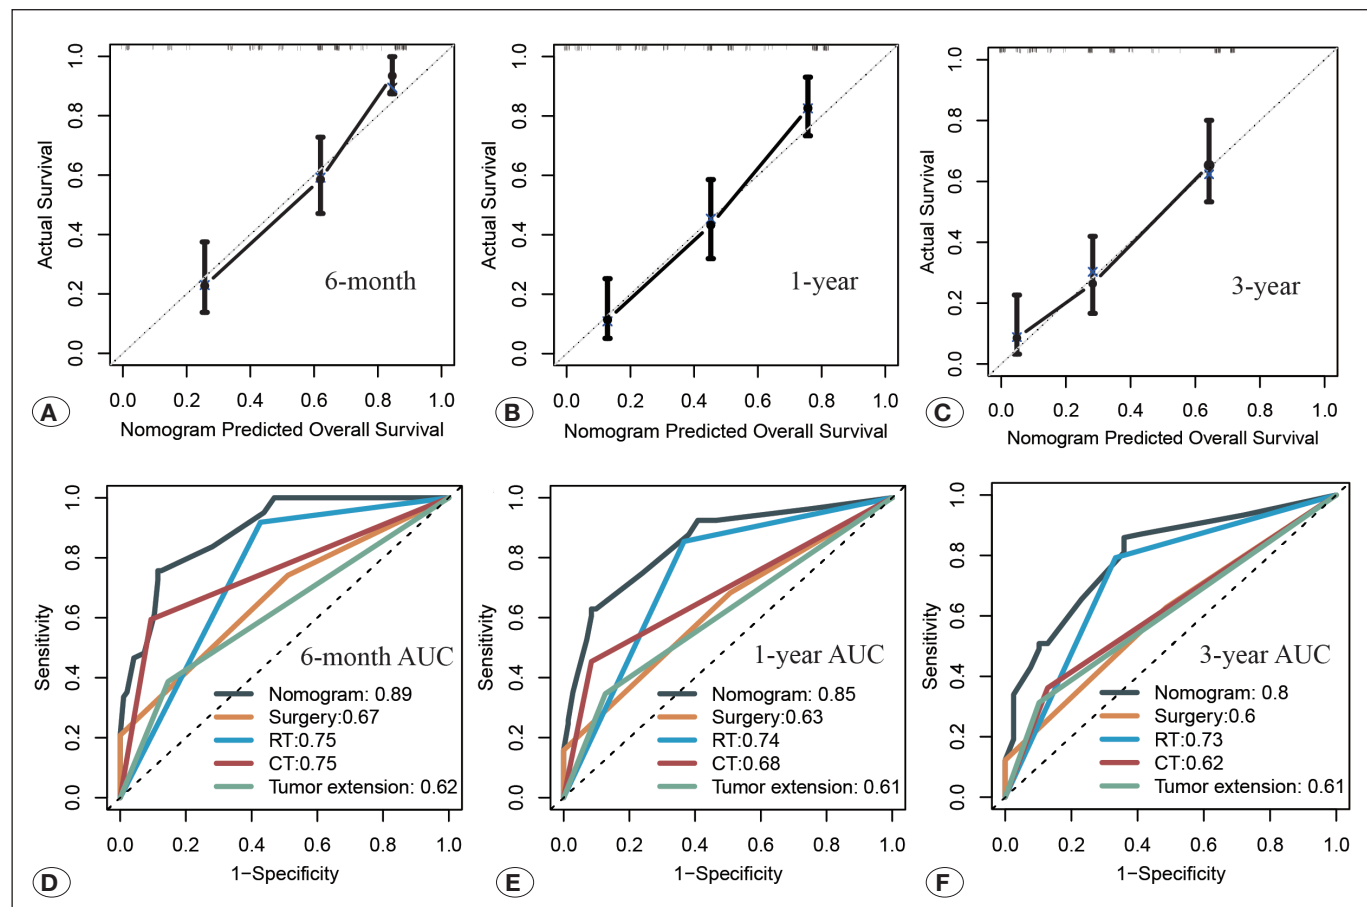 1.0
0.8
0.6
0.4
0.2
0.0
Actual Survival
6-month
0.0 0.2 0.4 0.6 0.8 1.0
Nomogram Predicted Overall Survival
A
1.0
0.8
0.6
0.4
0.2
0.0
Actual Survival
1-year
0.0 0.2 0.4 0.6 0.8 1.0
Nomogram Predicted Overall Survival
B
1.0
0.8
0.6
0.4
0.2
0.0
Actual Survival
3-year
0.0 0.2 0.4 0.6 0.8 1.0
Nomogram Predicted Overall Survival
C
1.0
0.8
0.6
0.4
0.2
0.0
Sensitivity
6-month AUC
Nomogram: 0.89
Surgery:0.67
RT:0.75
CT:0.75
Tumor extension: 0.62
0.0 0.2 0.4 0.6 0.8 1.0
1−Specificity
D
1.0
0.8
0.6
0.4
0.2
0.0
Sensitivity
1-year AUC
Nomogram: 0.85
Surgery:0.63
RT:0.74
CT:0.68
Tumor extension: 0.61
0.0 0.2 0.4 0.6 0.8 1.0
1−Specificity
E
1.0
0.8
0.6
0.4
0.2
0.0
Sensitivity
3-year AUC
Nomogram: 0.8
Surgery:0.6
RT:0.73
CT:0.62
Tumor extension: 0.61
0.0 0.2 0.4 0.6 0.8 1.0
1−Specificity
F